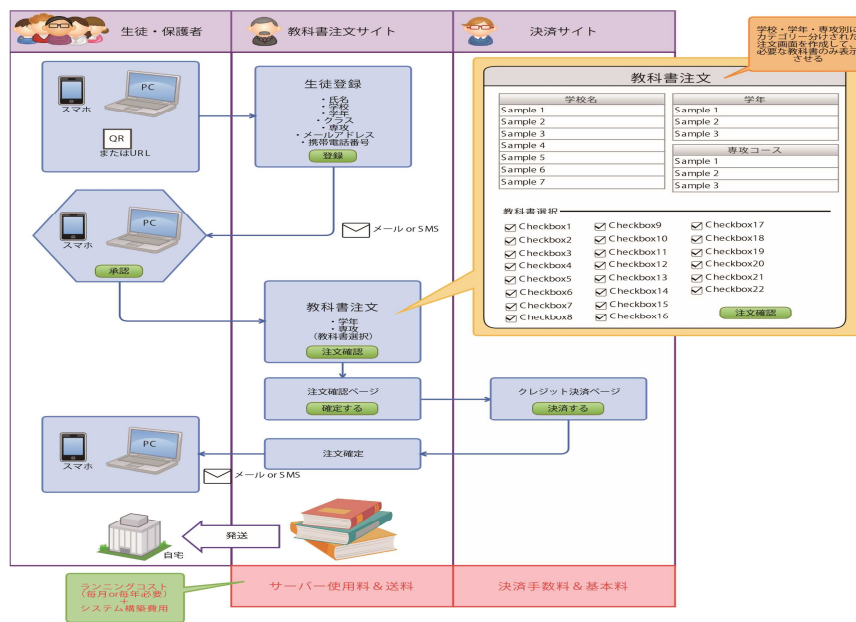 生徒・保護者
教科書注文サイト
決済サイト
学校・学年・専攻別に
カテゴリー分けされた
注文画面を作成して、
必要な教科書のみ表示
させる
PC
スマホ
QR
またはURL
生徒登録
・氏名
・学校
・学年
・クラス
・専攻
・メールアドレス
・携帯電話番号
登録
教科書注文
学校名
Sample 1
Sample 2
Sample 3
Sample 4
Sample 5
Sample 6
Sample 7
学年
Sample 1
Sample 2
Sample 3
専攻コース
Sample 1
Sample 2
Sample 3
教科書選択
Checkbox1
Checkbox2
Checkbox3
Checkbox4
Checkbox5
Checkbox6
Checkbox7
Checkbox8
Checkbox9
Checkbox10
Checkbox11
Checkbox12
Checkbox13
Checkbox14
Checkbox15
Checkbox16
Checkbox17
Checkbox18
Checkbox19
Checkbox20
Checkbox21
Checkbox22
注文確認
PC
スマホ
承認
メール or SMS
教科書注文
・学年
・専攻
(教科書選択)
注文確認
注文確認ページ
確定する
クレジット決済ページ
決済する
PC
スマホ
注文確定
メール or SMS
発送
自宅
ランニングコスト
(毎月or毎年必要)
+
システム構築費用
サーバー使用料＆送料
決済手数料＆基本料